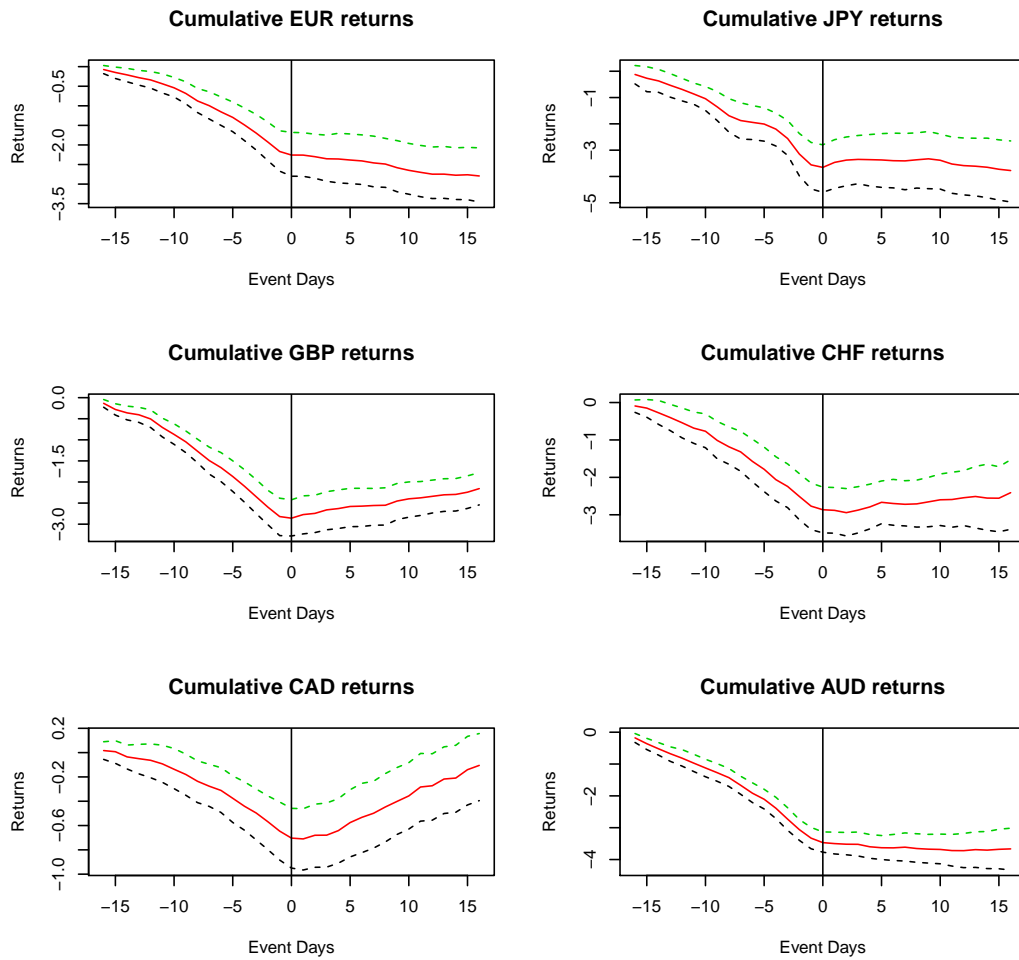 Cumulative EUR returns
Returns
−0.5
−2.0
−3.5
−15 −10 −5 0 5 10 15
Event Days
Cumulative JPY returns
Returns
−1
−3
−5
−15 −10 −5 0 5 10 15
Event Days
Cumulative GBP returns
Returns
0.0
−1.5
−3.0
−15 −10 −5 0 5 10 15
Event Days
Cumulative CHF returns
Returns
0
−1
−2
−3
−15 −10 −5 0 5 10 15
Event Days
Cumulative CAD returns
Returns
0.2
−0.2
−0.6
−1.0
−15 −10 −5 0 5 10 15
Event Days
Cumulative AUD returns
Returns
0
−2
−4
−15 −10 −5 0 5 10 15
Event Days